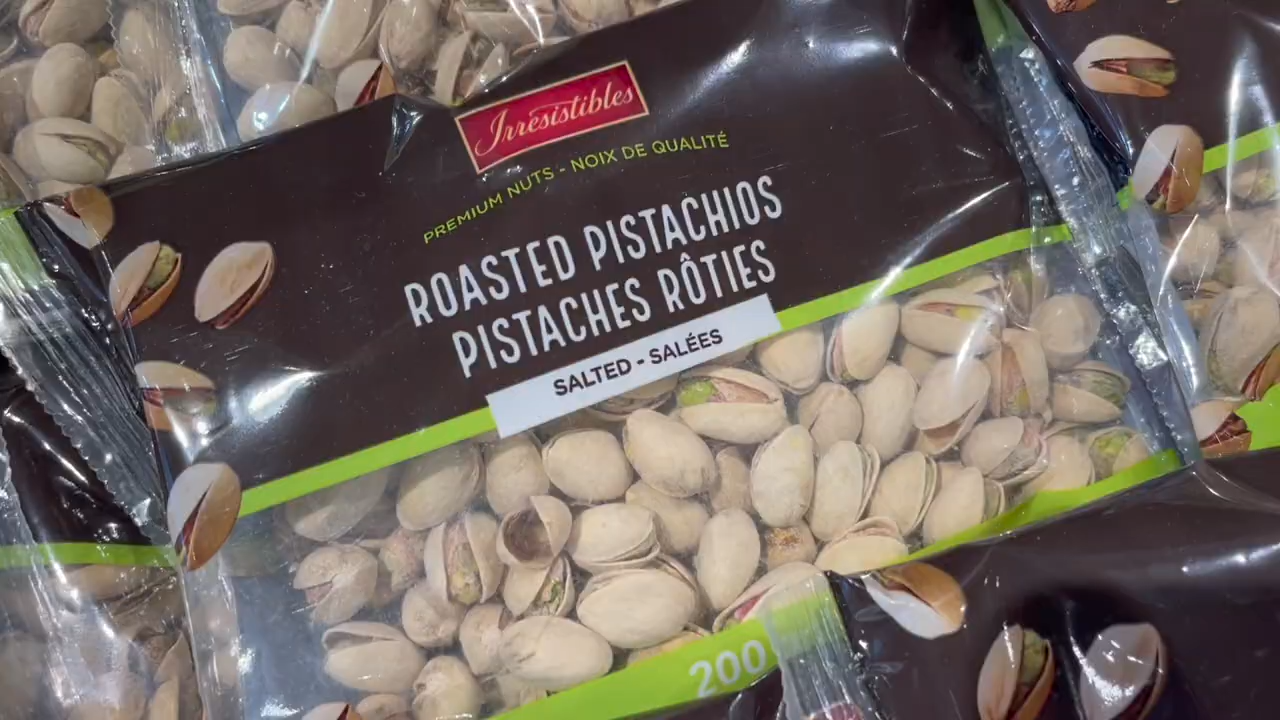 Irresistibles
PREMIUM NUTS - NOIX DE QUALITÉ
ROASTED PISTACHIOS
PISTACHES RÔTIES
SALTED - SALÉES
200